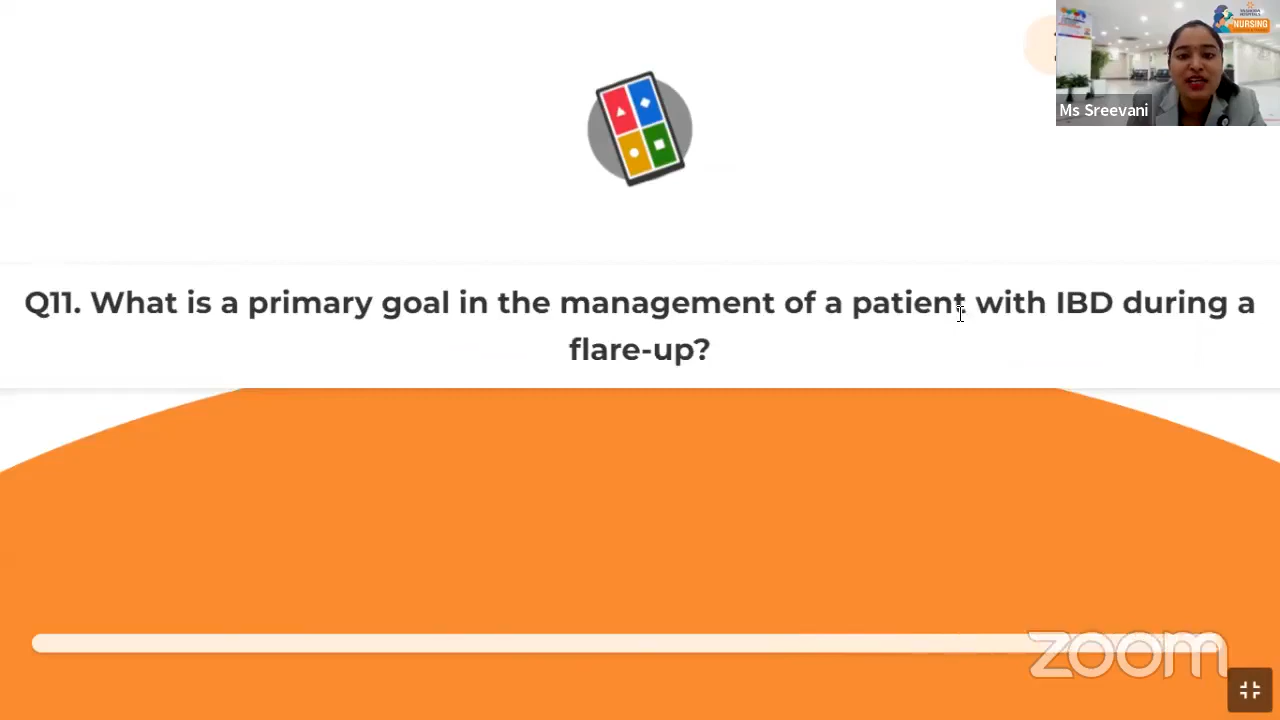 NURSING
Ms Sreevani
Q11. What is a primary goal in the management of a patient with IBD during a
flare-up?
zoom